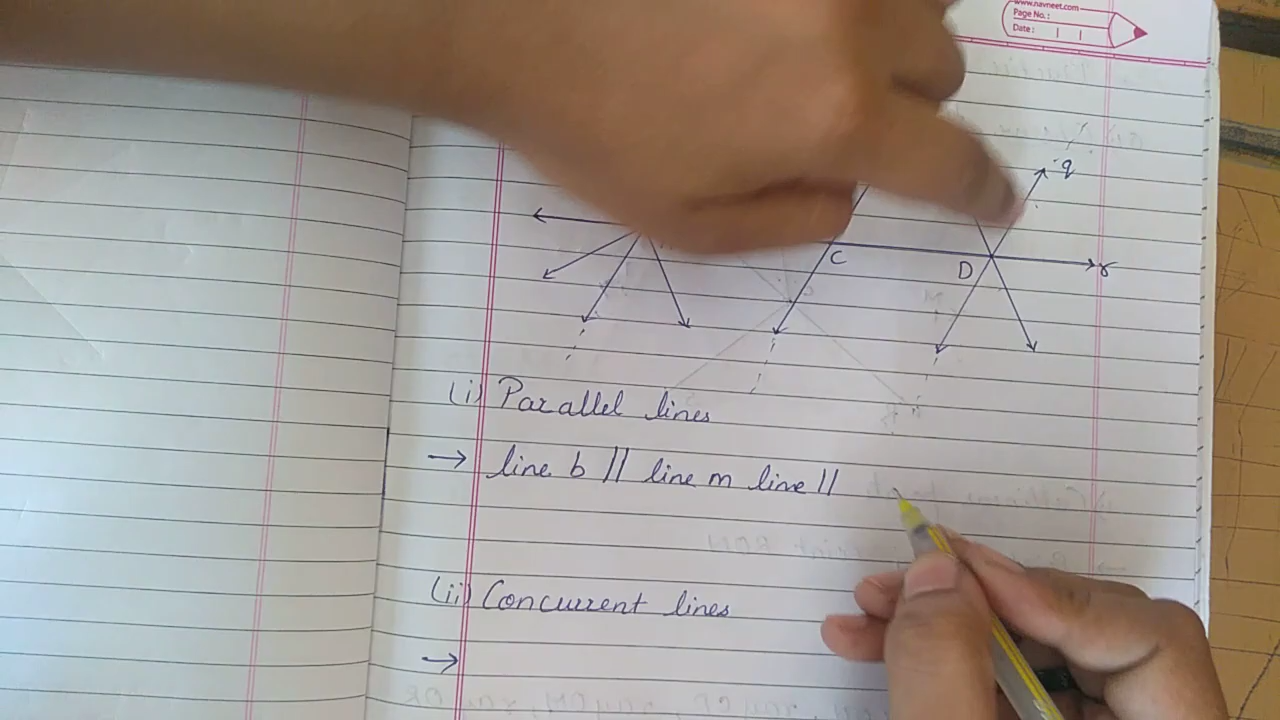 www.navneet.com
Page No. :
Date :
q
C
D
r
(i) Parallel lines
→ line b || line m line ||
(ii) Concurrent lines
→